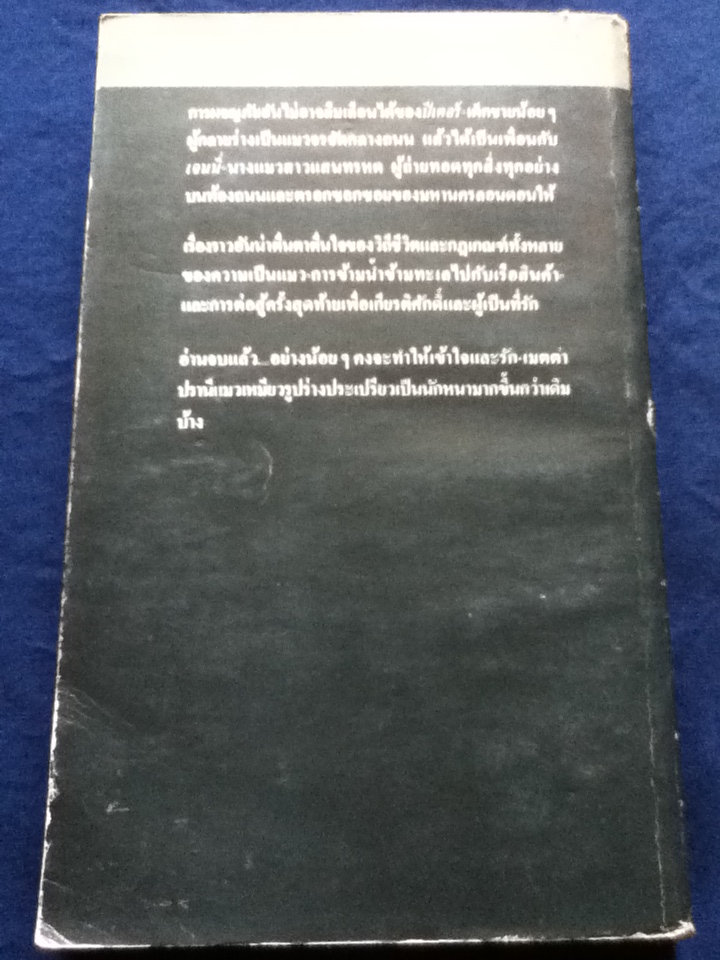 การผจญภัยอันไม่อาจลืมเลือนได้ของปีเตอร์-เด็กชายน้อย ๆ
ผู้กลายร่างเป็นแมวจรจัดกลางถนน แล้วได้เป็นเพื่อนกับ
เจนนี่-นางแมวสาวแสนทรหด ผู้ถ่ายทอดทุกสิ่งทุกอย่าง
บนท้องถนนและตรอกซอกซอยของมหานครลอนดอนให้
เรื่องราวอันน่าตื่นตาตื่นใจของวิถีชีวิตและกฎเกณฑ์ทั้งหลาย
ของความเป็นแมว-การข้ามน้ำข้ามทะเลไปกับเรือสินค้า-
และการต่อสู้ครั้งสุดท้ายเพื่อเกียรติศักดิ์และผู้เป็นที่รัก
อ่านจบแล้ว...อย่างน้อย ๆ คงจะทำให้เข้าใจและรัก-เมตตา
ปรานีแมวเหมียวรูปร่างประเปรียวเป็นนักหนามากขึ้นกว่าเดิม
บ้าง